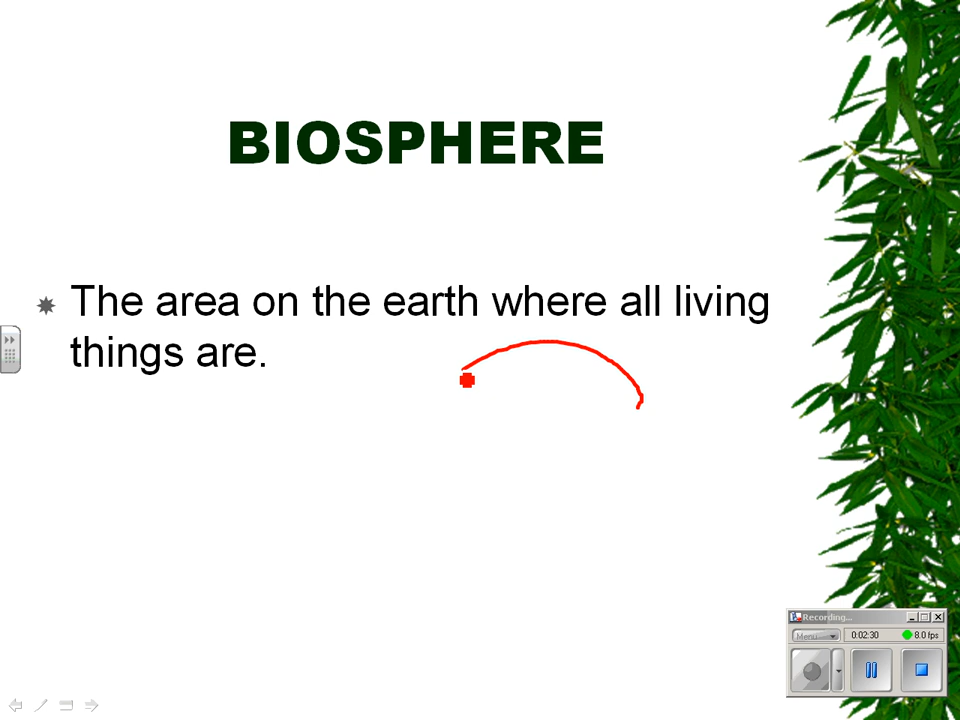 BIOSPHERE
The area on the earth where all living
things are.
Recording...
Menu
0:02:30
8.0 fps